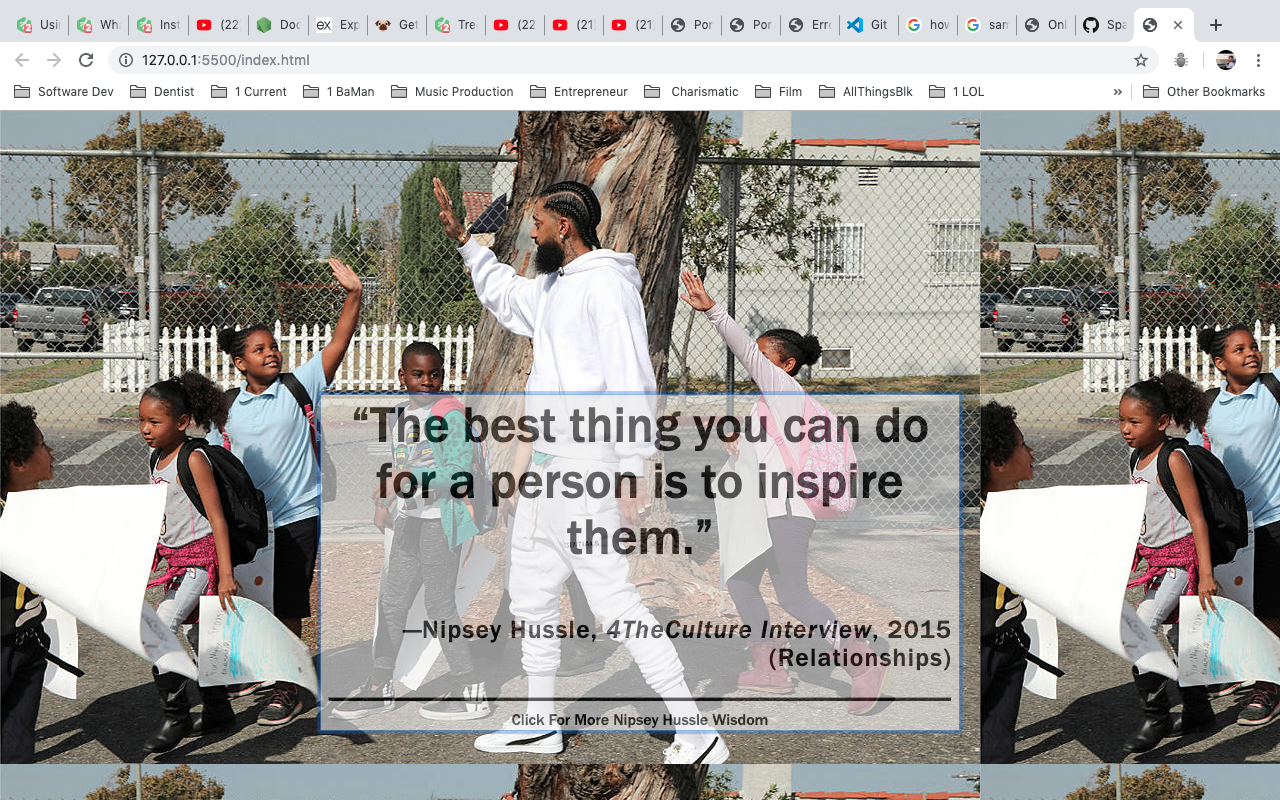 Usi
Wha
Inst
(22
Doc
Exp
Get
Tre
(22
(21)
(21)
Por
Por
Erro
Git
how
san
Onl
Spa
127.0.0.1:5500/index.html
Software Dev
Dentist
1 Current
1 BaMan
Music Production
Entrepreneur
Charismatic
Film
AllThingsBlk
1 LOL
»
Other Bookmarks
“The best thing you can do
for a person is to inspire
them.”
—Nipsey Hussle, 4TheCulture Interview, 2015
(Relationships)
Click For More Nipsey Hussle Wisdom